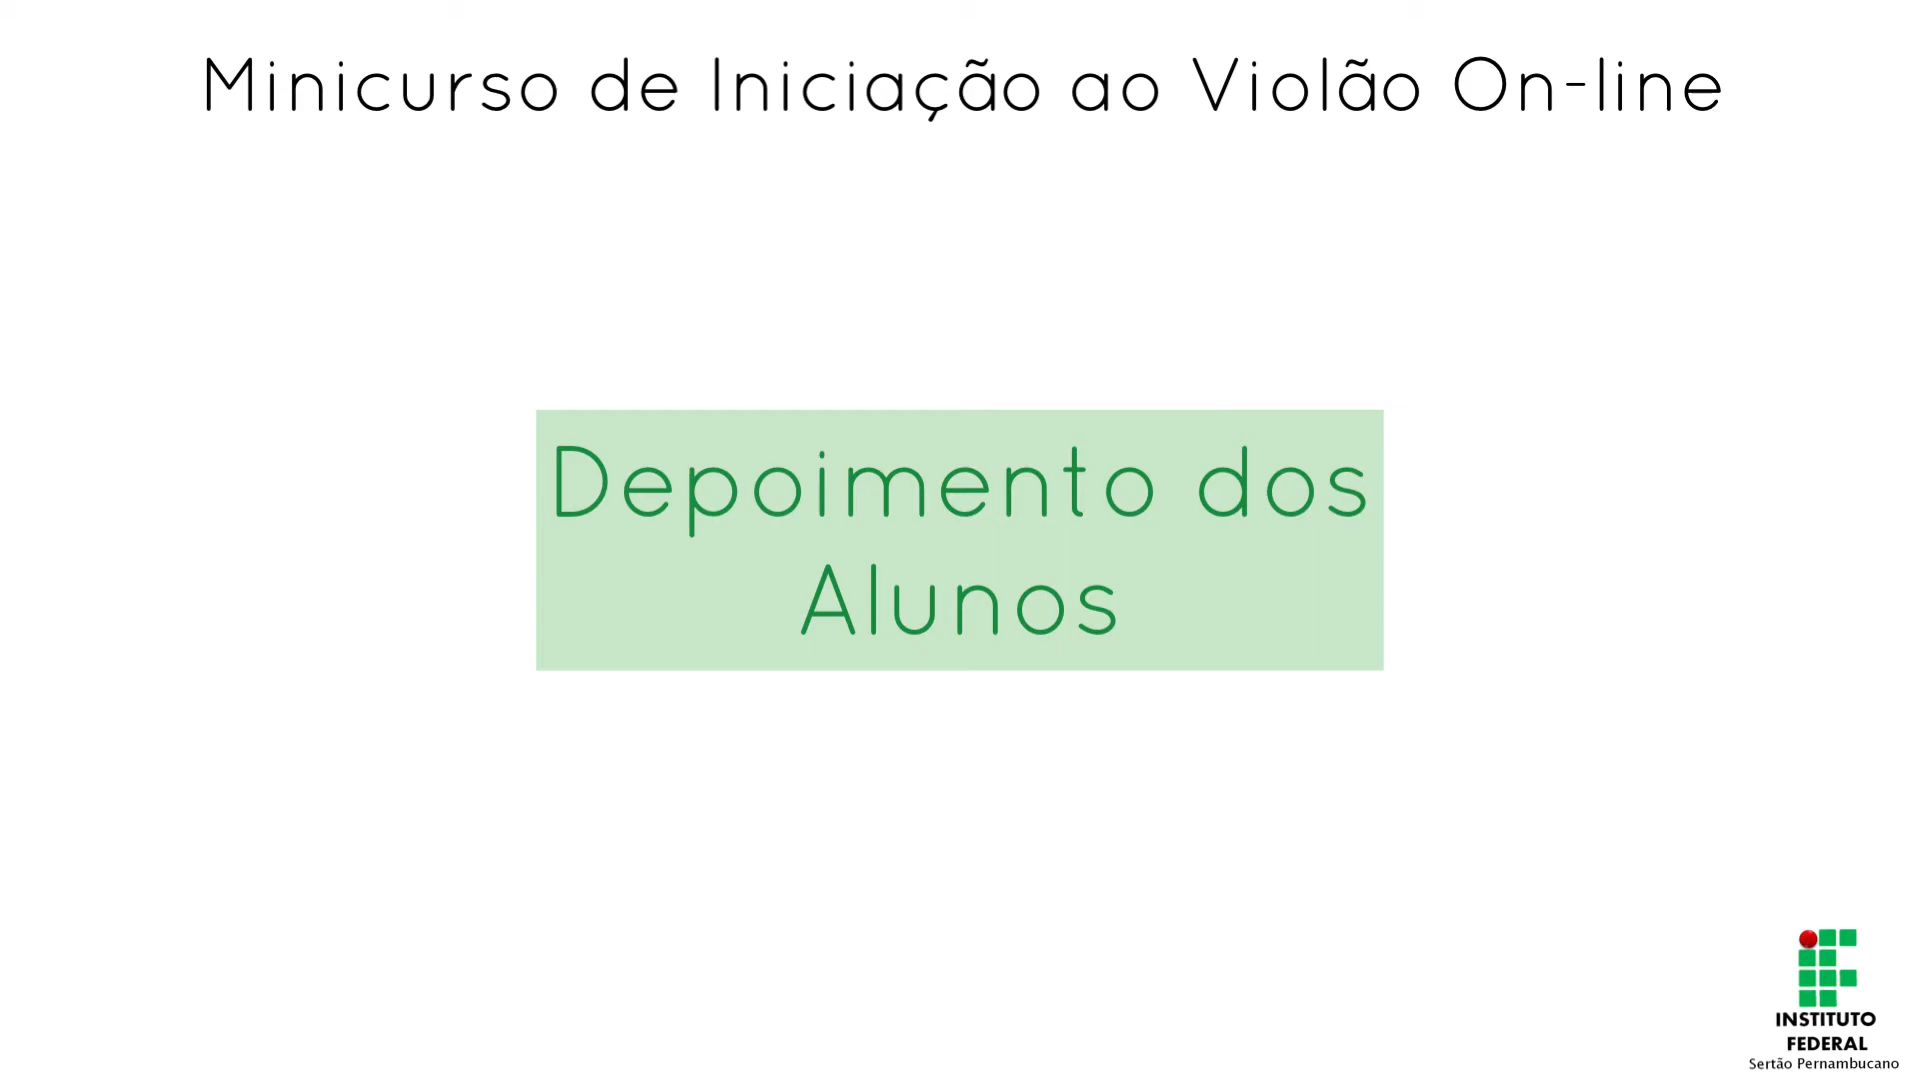 Minicurso de Iniciação ao Violão On-line
Depoimento dos
Alunos
INSTITUTO
FEDERAL
Sertão Pernambucano